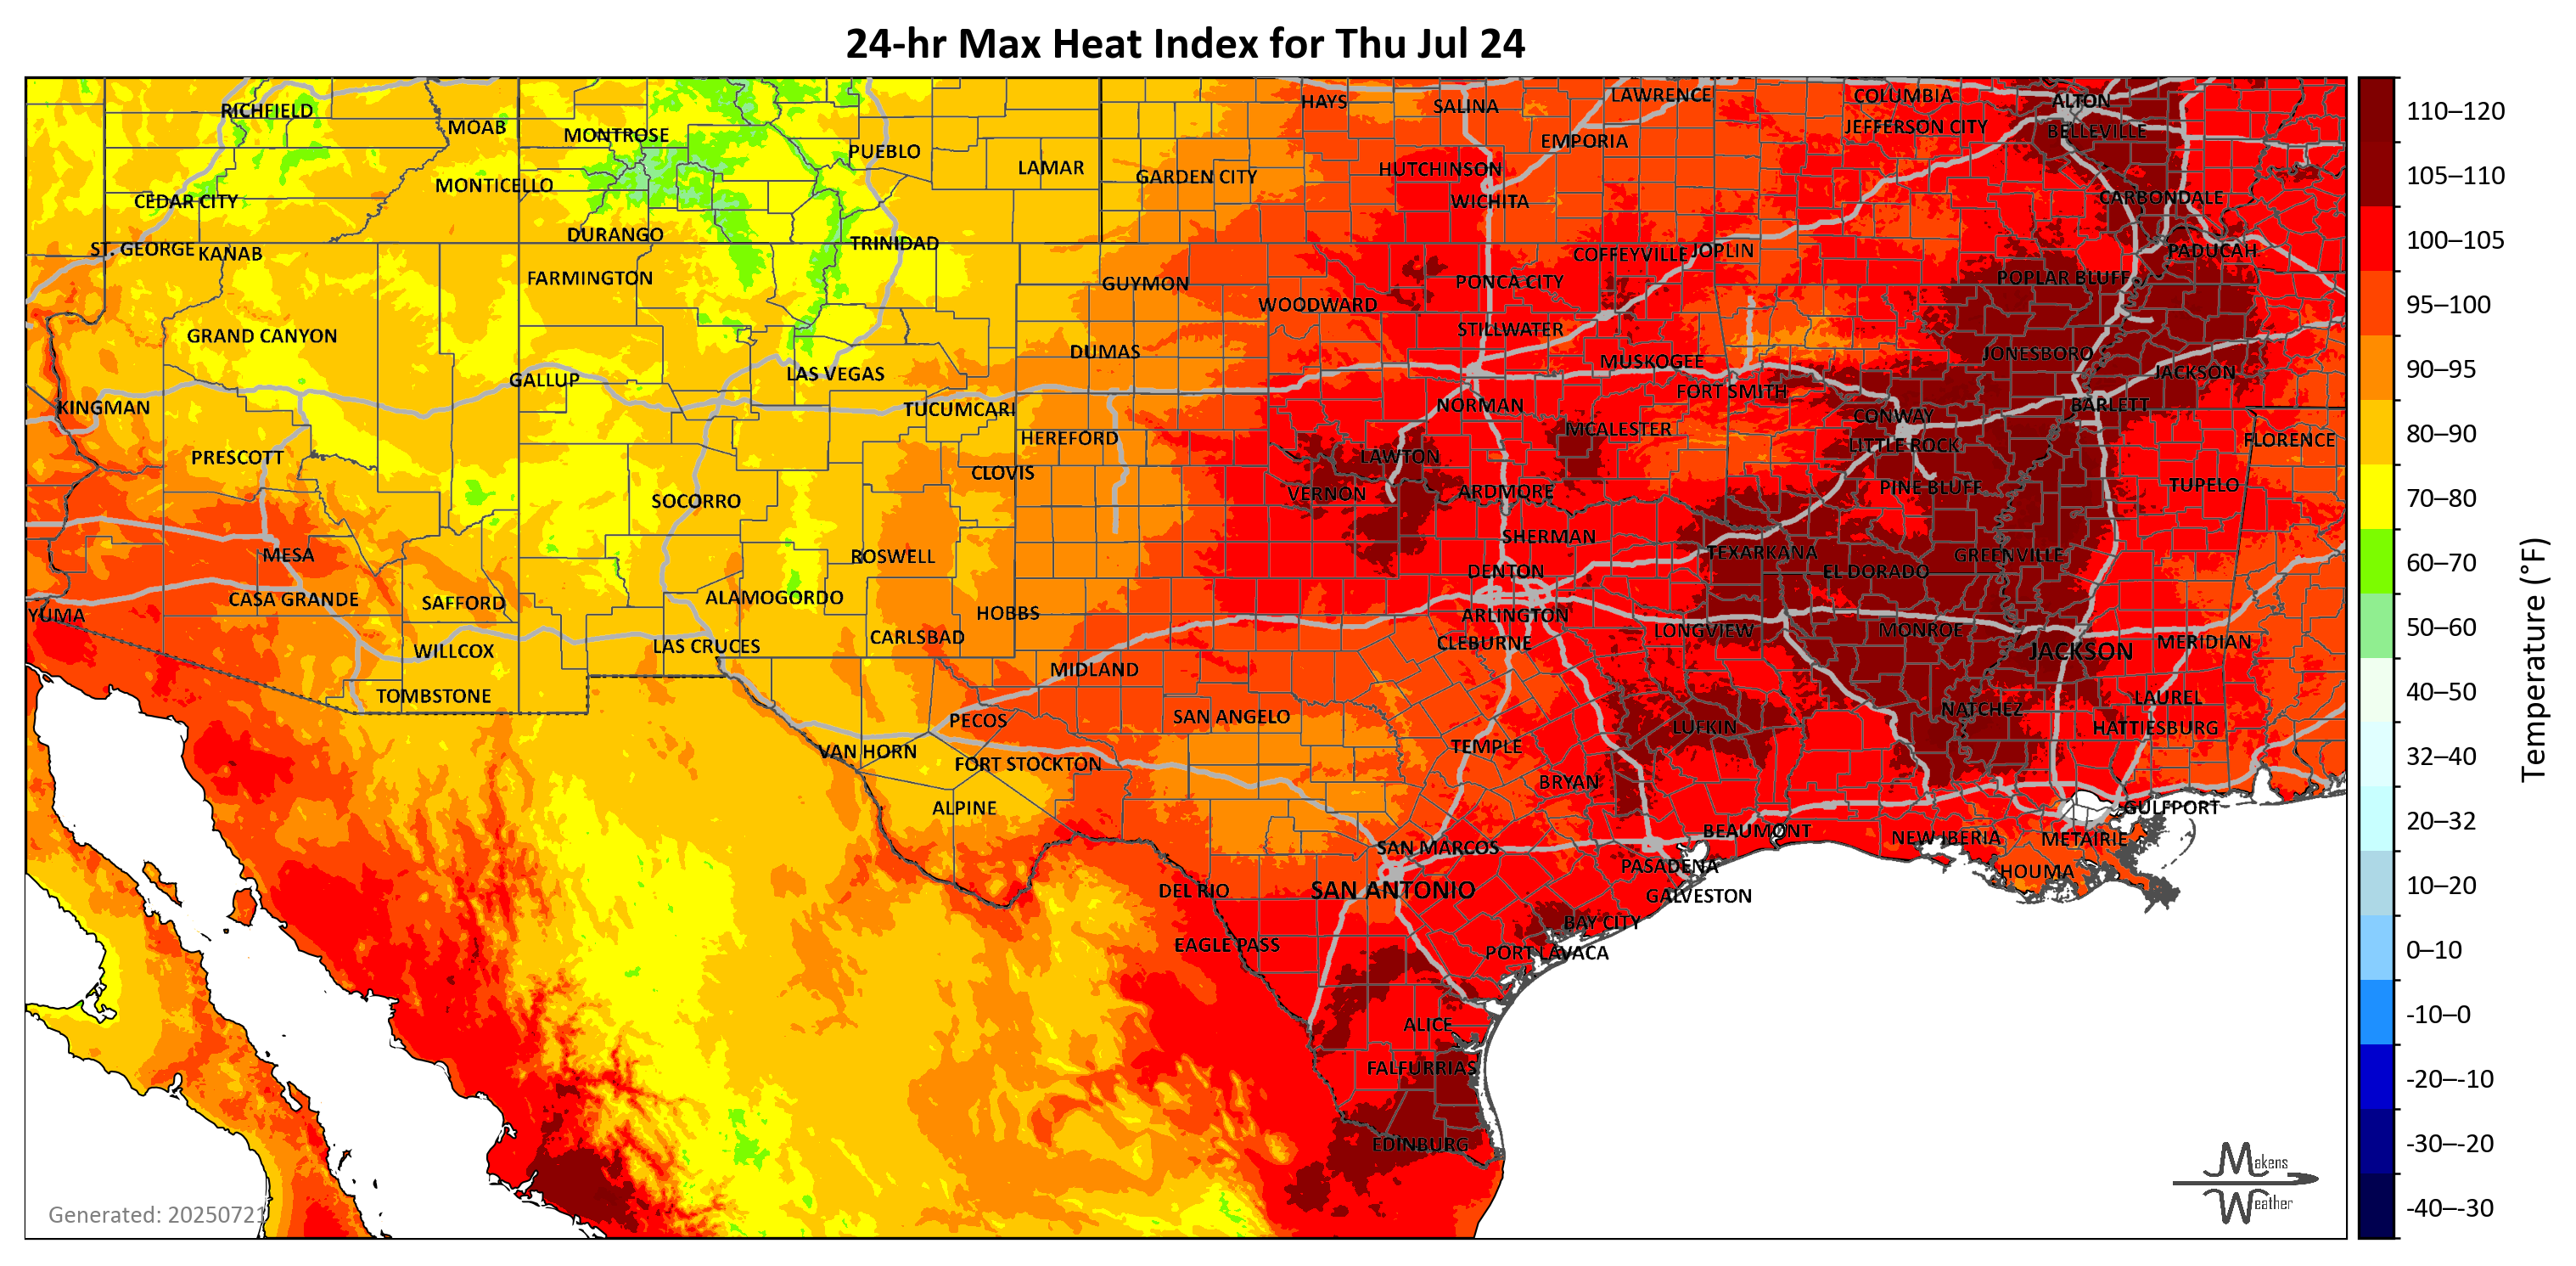 24-hr Max Heat Index for Thu Jul 24
RICHFIELD
MOAB
MONTROSE
PUEBLO
LAMAR
HAYS
SALINA
LAWRENCE
COLUMBIA
ALTON
GARDEN CITY
HUTCHINSON
EMPORIA
JEFFERSON CITY
BELLEVILLE
CEDAR CITY
MONTICELLO
WICHITA
CARBONDALE
ST. GEORGE
KANAB
DURANGO
TRINIDAD
COFFEYVILLE
JOPLIN
PADUCAH
FARMINGTON
GUYMON
WOODWARD
PONCA CITY
POPLAR BLUFF
GRAND CANYON
DUMAS
STILLWATER
MUSKOGEE
JONESBORO
JACKSON
GALLUP
LAS VEGAS
FORT SMITH
KINGMAN
TUCUMCARI
NORMAN
CONWAY
BARLETT
PRESCOTT
HEREFORD
CLOVIS
LAWTON
MCALESTER
LITTLE ROCK
FLORENCE
SOCORRO
VERNON
ARDMORE
PINE BLUFF
TUPELO
MESA
ROSWELL
SHERMAN
TEXARKANA
GREENVILLE
YUMA
CASA GRANDE
SAFFORD
ALAMOGORDO
HOBBS
DENTON
EL DORADO
ARLINGTON
WILLCOX
LAS CRUCES
CARLSBAD
CLEBURNE
LONGVIEW
MONROE
JACKSON
MERIDIAN
TOMBSTONE
MIDLAND
PECOS
SAN ANGELO
LUFKIN
NATCHEZ
LAUREL
HATTIESBURG
VAN HORN
FORT STOCKTON
TEMPLE
BRYAN
ALPINE
GULFPORT
SAN MARCOS
BEAUMONT
NEW IBERIA
METAIRIE
DEL RIO
SAN ANTONIO
PASADENA
GALVESTON
HOUMA
EAGLE PASS
BAY CITY
PORT LAVACA
ALICE
FALFURRIAS
EDINBURG
Generated: 20250721
Makens
Weather
110–120
105–110
100–105
95–100
90–95
80–90
70–80
60–70
50–60
40–50
32–40
20–32
10–20
0–10
-10–0
-20–-10
-30–-20
-40–-30
Temperature (°F)